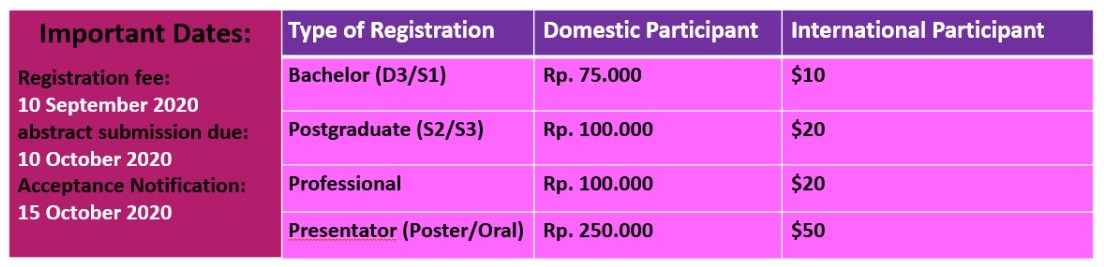 Important Dates:
Registration fee:
10 September 2020
abstract submission due:
10 October 2020
Acceptance Notification:
15 October 2020
Type of Registration Domestic Participant International Participant
Bachelor (D3/S1) Rp. 75.000 $10
Postgraduate (S2/S3) Rp. 100.000 $20
Professional Rp. 100.000 $20
Presentator (Poster/Oral) Rp. 250.000 $50